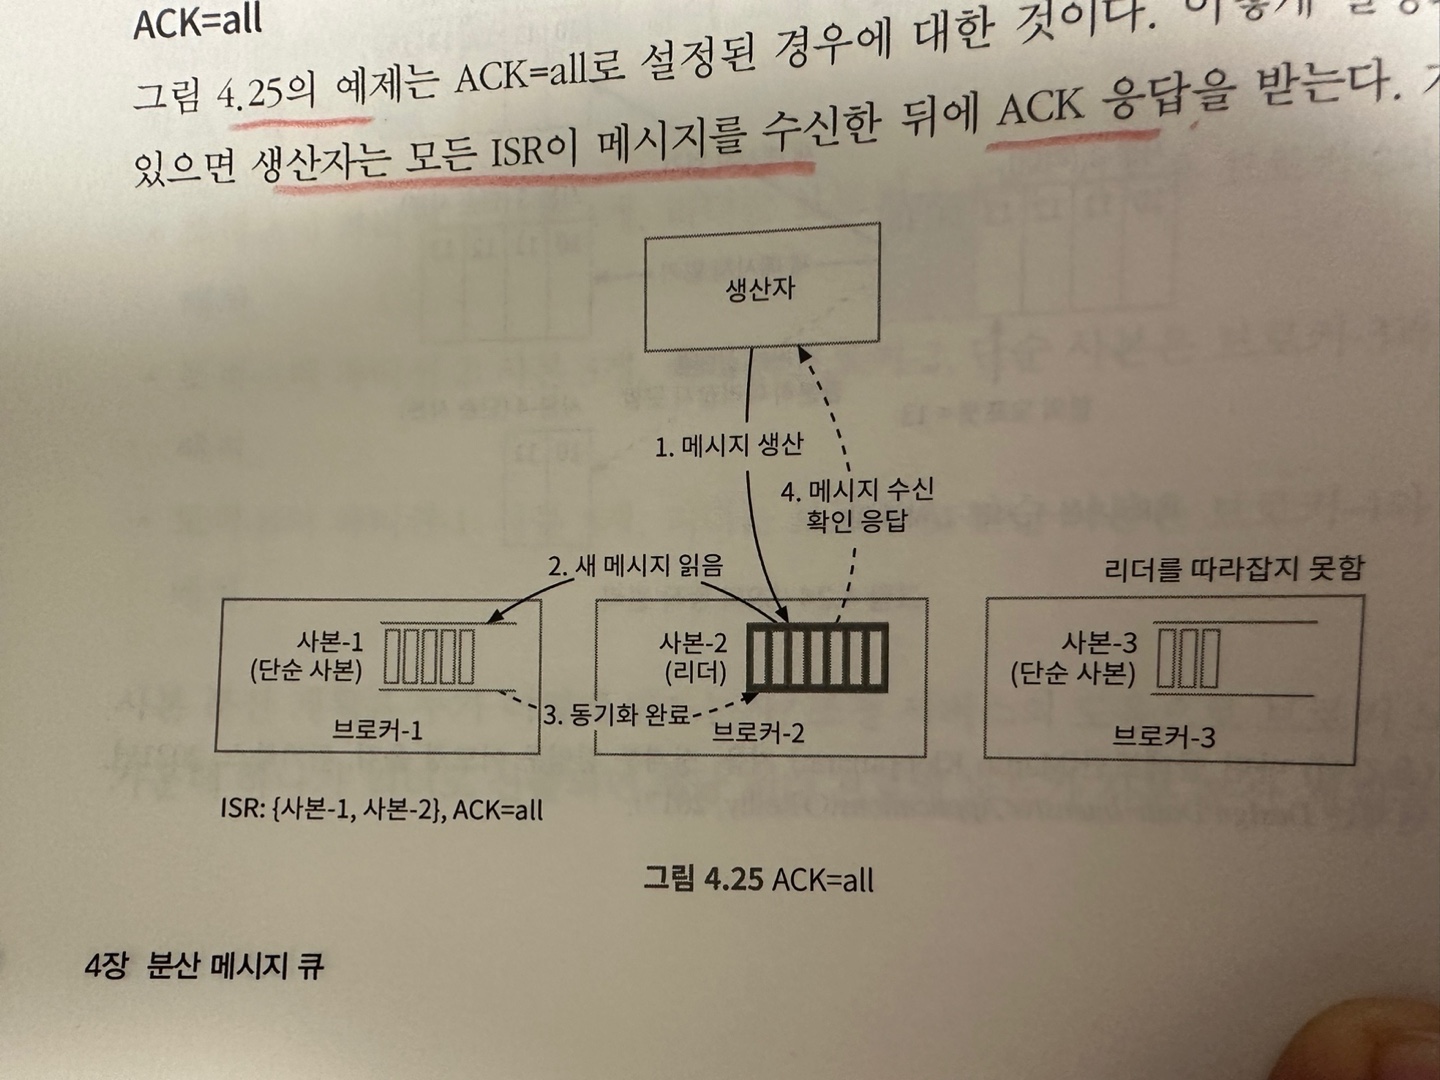 ACK=all
그림 4.25의 예제는 ACK=all로 설정된 경우에 대한 것이다. 이렇게
있으면 생산자는 모든 ISR이 메시지를 수신한 뒤에 ACK 응답을 받는다.
생산자
1. 메시지 생산
4. 메시지 수신
확인 응답
2. 새 메시지 읽음
리더를 따라잡지 못함
사본-1
(단순 사본)
브로커-1
사본-2
(리더)
브로커-2
3. 동기화 완료
사본-3
(단순 사본)
브로커-3
ISR: {사본-1, 사본-2}, ACK=all
그림 4.25 ACK=all
4장 분산 메시지 큐